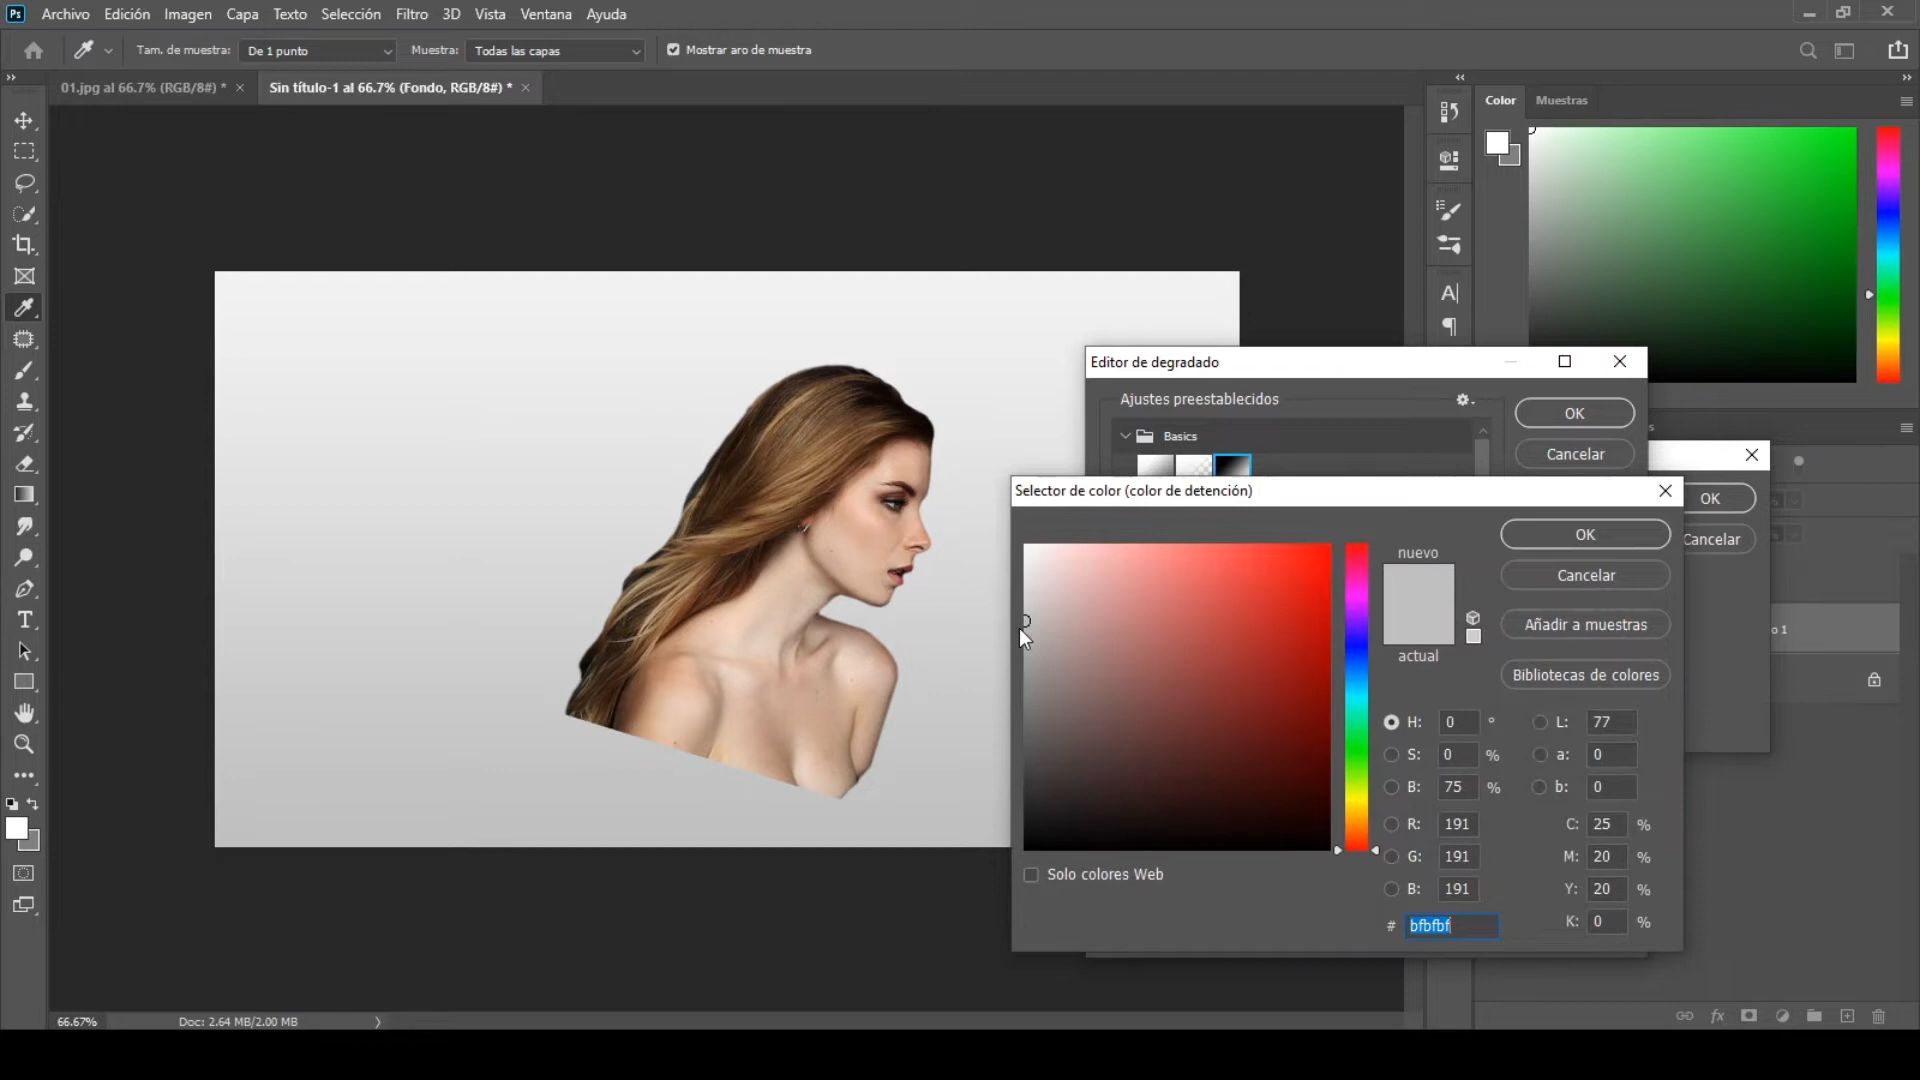 Ps Archivo Edición Imagen Capa Texto Selección Filtro 3D Vista Ventana Ayuda
Tam. de muestra: De 1 punto Muestra: Todas las capas Mostrar aro de muestra
01.jpg al 66.7% (RGB/8#) * × Sin título-1 al 66.7% (Fondo, RGB/8#) * ×
Color Muestras
Editor de degradado
Ajustes preestablecidos
OK
Basics
Cancelar
Selector de color (color de detención)
OK
Cancelar
nuevo
OK
Cancelar
Añadir a muestras
actual
Bibliotecas de colores
H: 0 ° L: 77
S: 0 % a: 0
B: 75 % b: 0
R: 191 C: 25 %
G: 191 M: 20 %
B: 191 Y: 20 %
# bfbfbf K: 0 %
Solo colores Web
66.67% Doc: 2.64 MB/2.00 MB